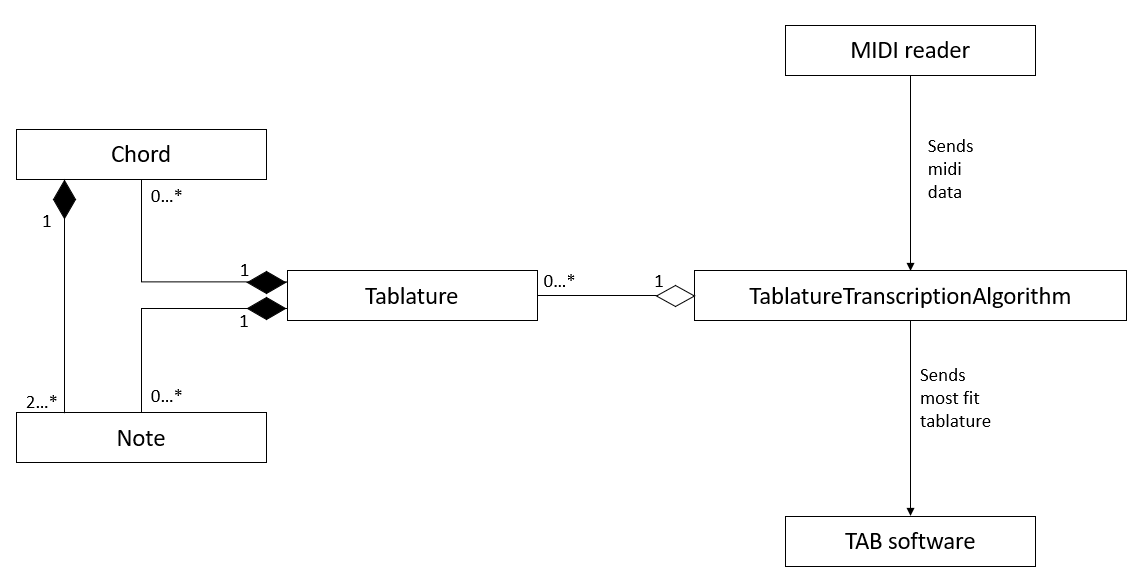 MIDI reader
Sends
midi
data
Chord
1
0...*
1
Tablature
0...*
1
TablatureTranscriptionAlgorithm
1
2...*
0...*
Note
Sends
most fit
tablature
TAB software